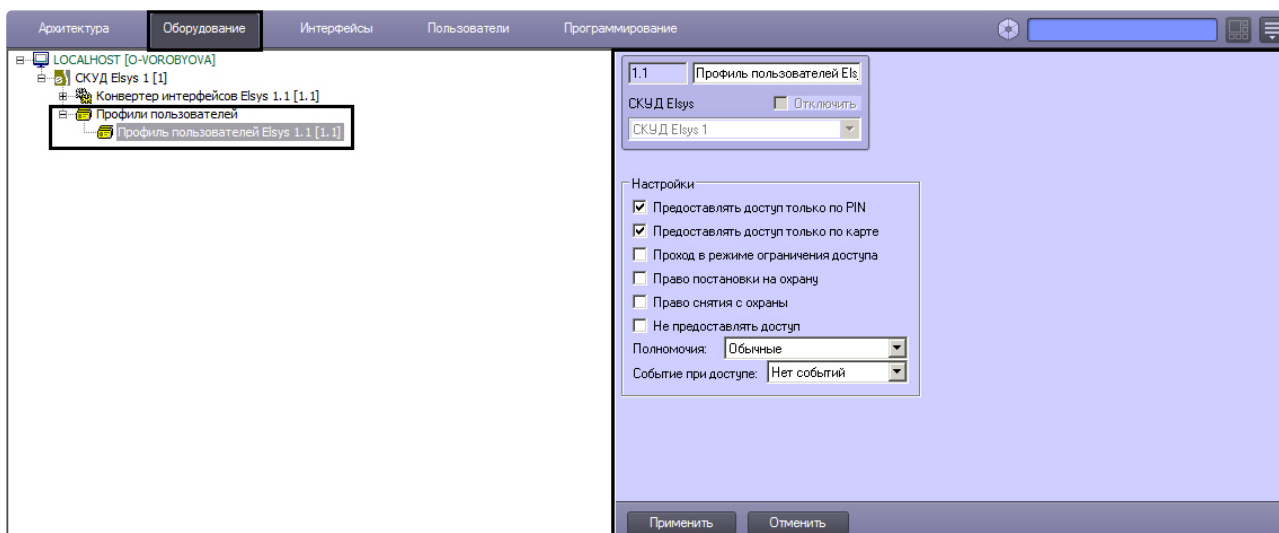 Архитектура Оборудование Интерфейсы Пользователи Программирование
LOCALHOST [O-VOROBYOVA]
СКУД Elsys 1 [1]
Конвертер интерфейсов Elsys 1.1 [1.1]
Профили пользователей
Профиль пользователей Elsys 1.1 [1.1]
1.1 Профиль пользователей Els
СКУД Elsys Отключить
СКУД Elsys 1
Настройки
Предоставлять доступ только по PIN
Предоставлять доступ только по карте
Проход в режиме ограничения доступа
Право постановки на охрану
Право снятия с охраны
Не предоставлять доступ
Полномочия: Обычные
Событие при доступе: Нет событий
Применить Отменить